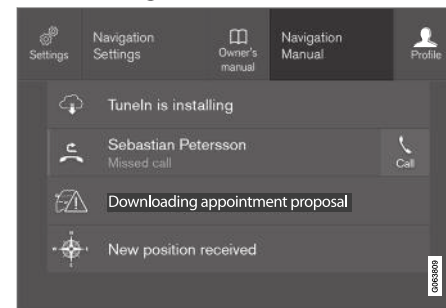 Settings
Navigation
Settings
Owner's
manual
Navigation
Manual
Profile
TuneIn is installing
Sebastian Petersson
Missed call
Call
Downloading appointment proposal
New position received
G063809